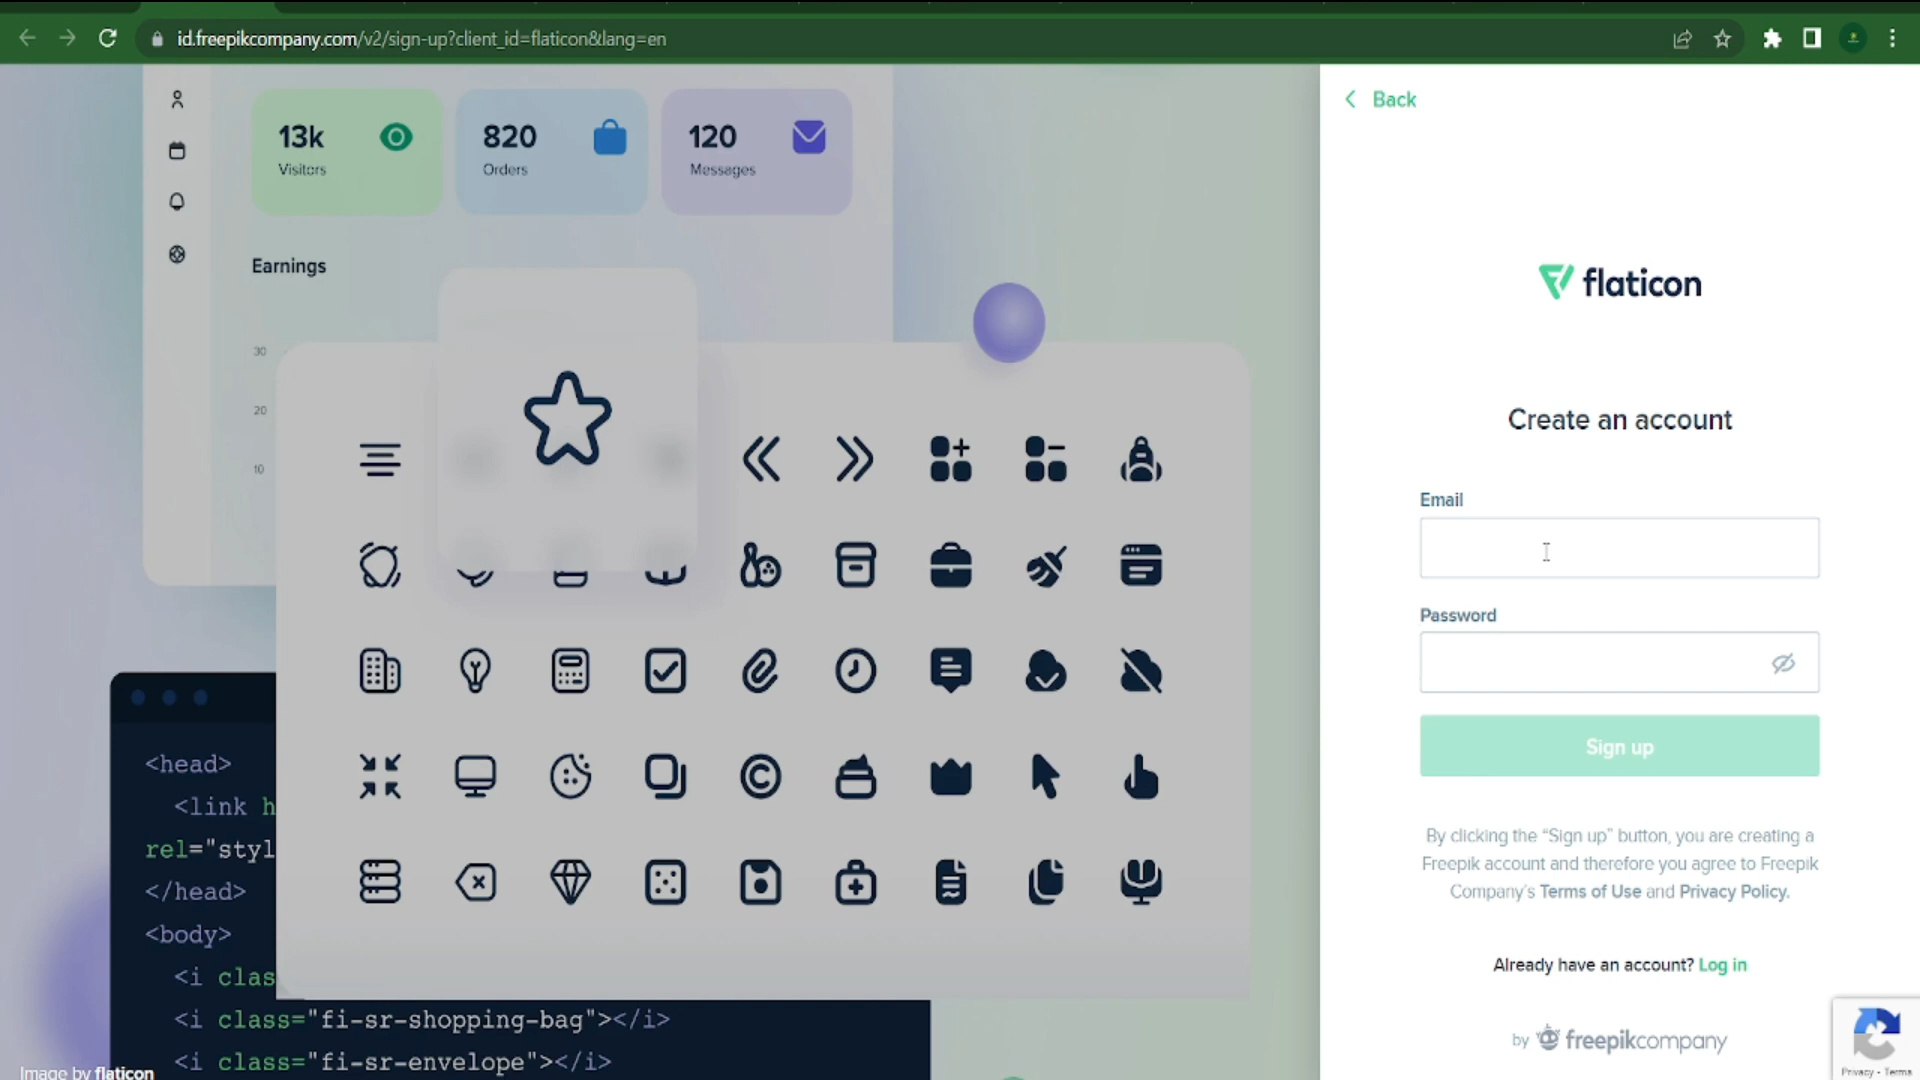 id.freepikcompany.com/v2/sign-up?client_id=flaticon&lang=en
13k
Visitors
820
Orders
120
Messages
Earnings
30
20
10
<head>
<link h
rel="styl
</head>
<body>
<i clas
<i class="fi-sr-shopping-bag"></i>
<i class="fi-sr-envelope"></i>
Image by flaticon
Back
flaticon
Create an account
Email
Password
Sign up
By clicking the “Sign up” button, you are creating a
Freepik account and therefore you agree to Freepik
Company's Terms of Use and Privacy Policy.
Already have an account? Log in
by freepikcompany
Privacy - Terms